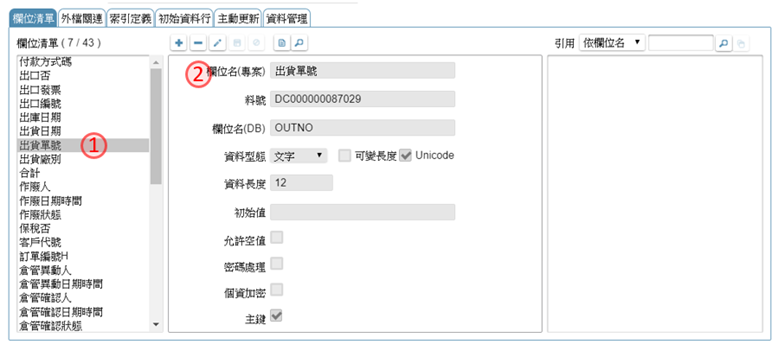 欄位清單 外檔關連 索引定義 初始資料行 主動更新 資料管理
欄位清單 ( 7 / 43 )
引用 依欄位名
付款方式碼
出口否
出口發票
出口編號
出庫日期
出貨日期
出貨單號
出貨廠別
合計
作廢人
作廢日期時間
作廢狀態
保稅否
客戶代號
訂單編號H
倉管異動人
倉管異動日期時間
倉管確認人
倉管確認日期時間
倉管確認狀態
1
2
欄位名(專案) 出貨單號
料號 DC000000087029
欄位名(DB) OUTNO
資料型態 文字 可變長度 Unicode
資料長度 12
初始值
允許空值
密碼處理
個資加密
主鍵